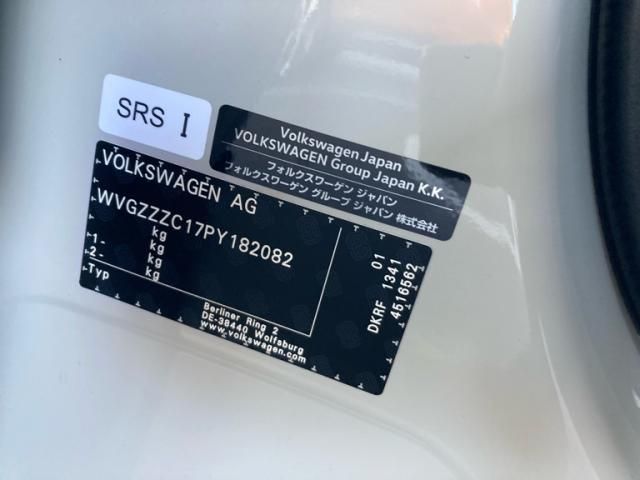 SRS I
Volkswagen Japan
VOLKSWAGEN Group Japan K.K.
フォルクスワーゲン ジャパン
フォルクスワーゲン グループ ジャパン 株式会社
VOLKSWAGEN AG
WVGZZZC17PY182082
kg
kg
1- kg
2- kg
Typ
Berliner Ring 2
DE-38440 Wolfsburg
www.volkswagen.com
01
DKRF 1341
4516562